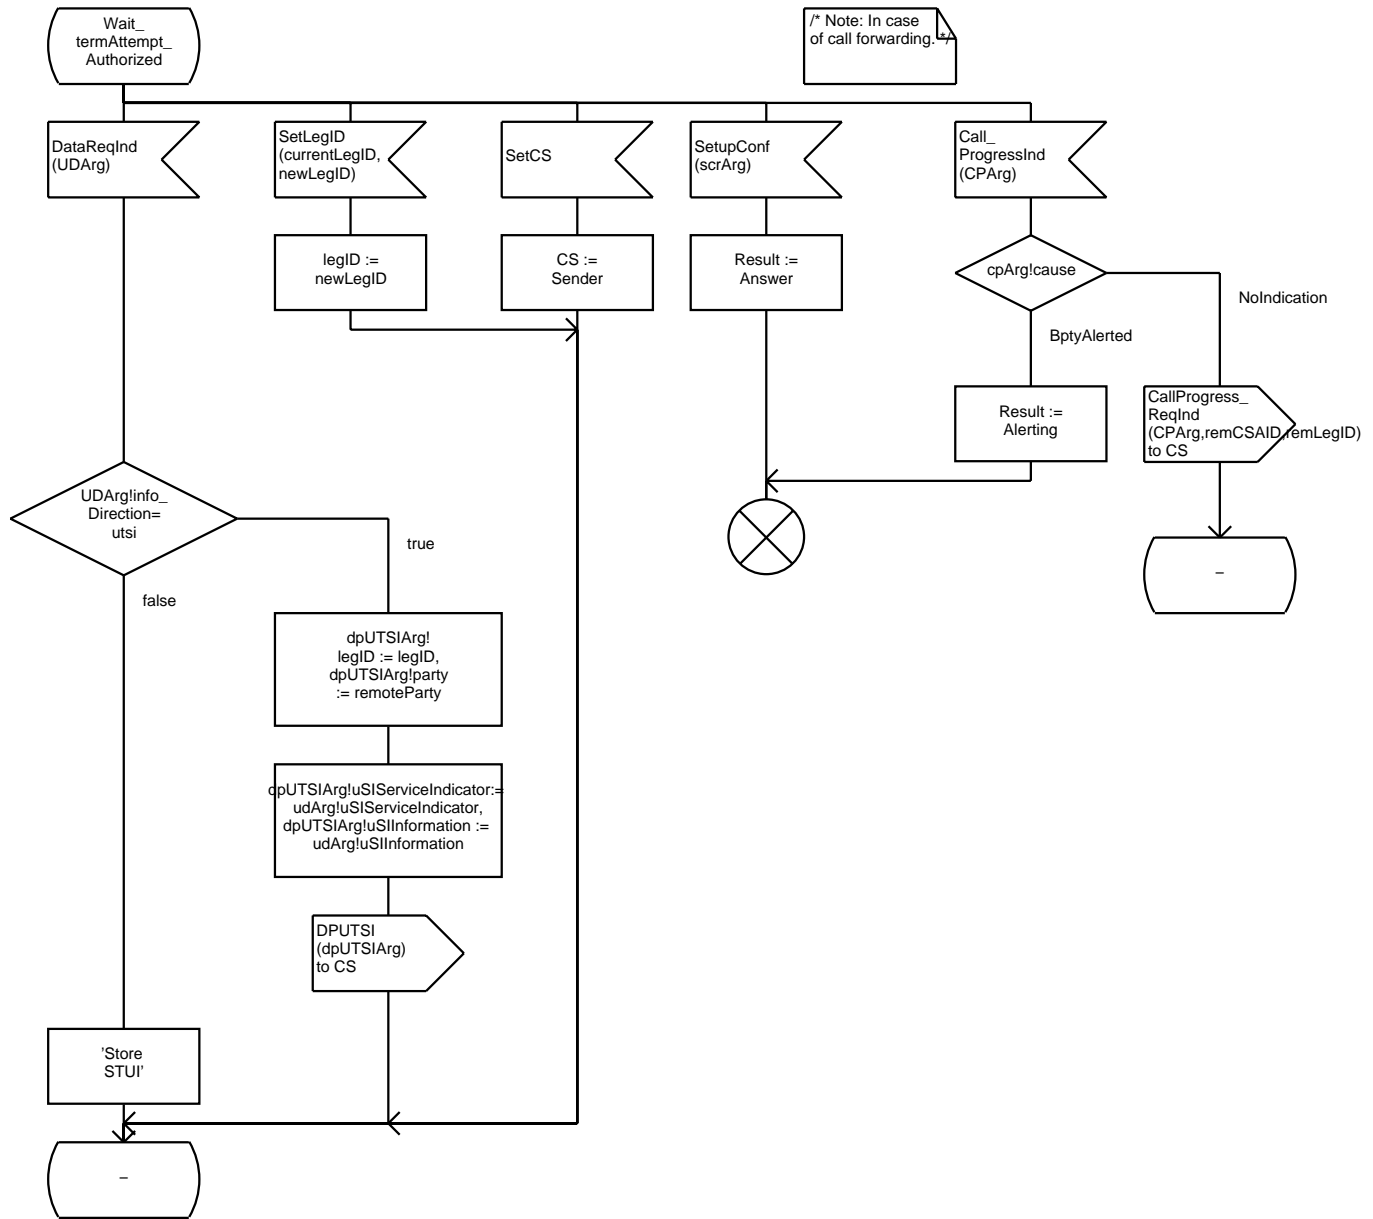 Wait_
termAttempt_
Authorized
/* Note: In case
of call forwarding. */
DataReqInd
(UDArg)
SetLegID
(currentLegID,
newLegID)
SetCS
SetupConf
(scrArg)
Call_
ProgressInd
(CPArg)
legID :=
newLegID
CS :=
Sender
Result :=
Answer
cpArg!cause
NoIndication
BptyAlerted
Result :=
Alerting
CallProgress_
ReqInd
(CPArg,remCSAID,remLegID)
to CS
UDArg!info_
Direction=
utsi
true
false
–
dpUTSIArg!
legID := legID,
dpUTSIArg!party
:= remoteParty
dpUTSIArg!uSIServiceIndicator:=
udArg!uSIServiceIndicator,
dpUTSIArg!uSIInformation :=
udArg!uSIInformation
DPUTSI
(dpUTSIArg)
to CS
’Store
STUI’
–